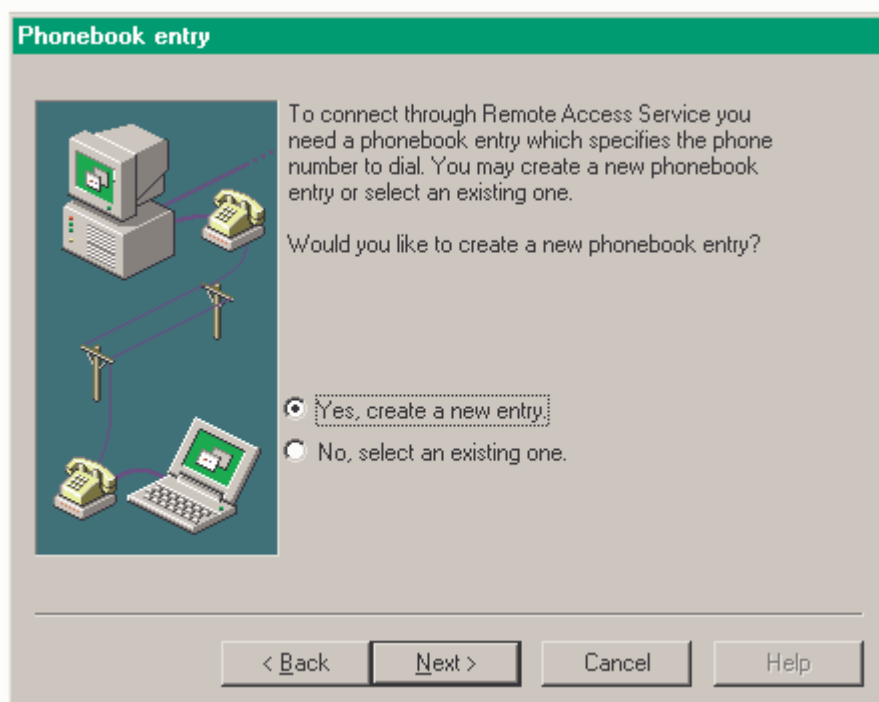 Phonebook entry
To connect through Remote Access Service you
need a phonebook entry which specifies the phone
number to dial. You may create a new phonebook
entry or select an existing one.
Would you like to create a new phonebook entry?
Yes, create a new entry.
No, select an existing one.
< Back Next > Cancel Help